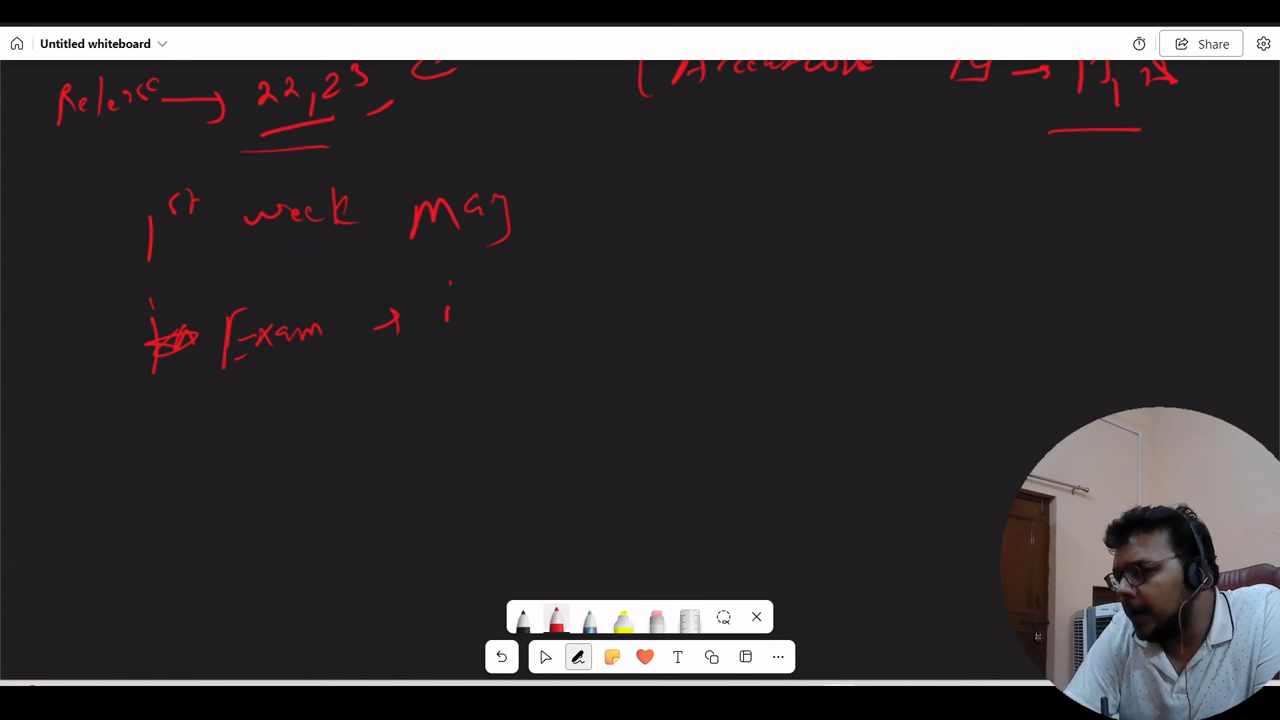 Untitled whiteboard
Share
Release → 22, 23
1st week May
Exam → i
T